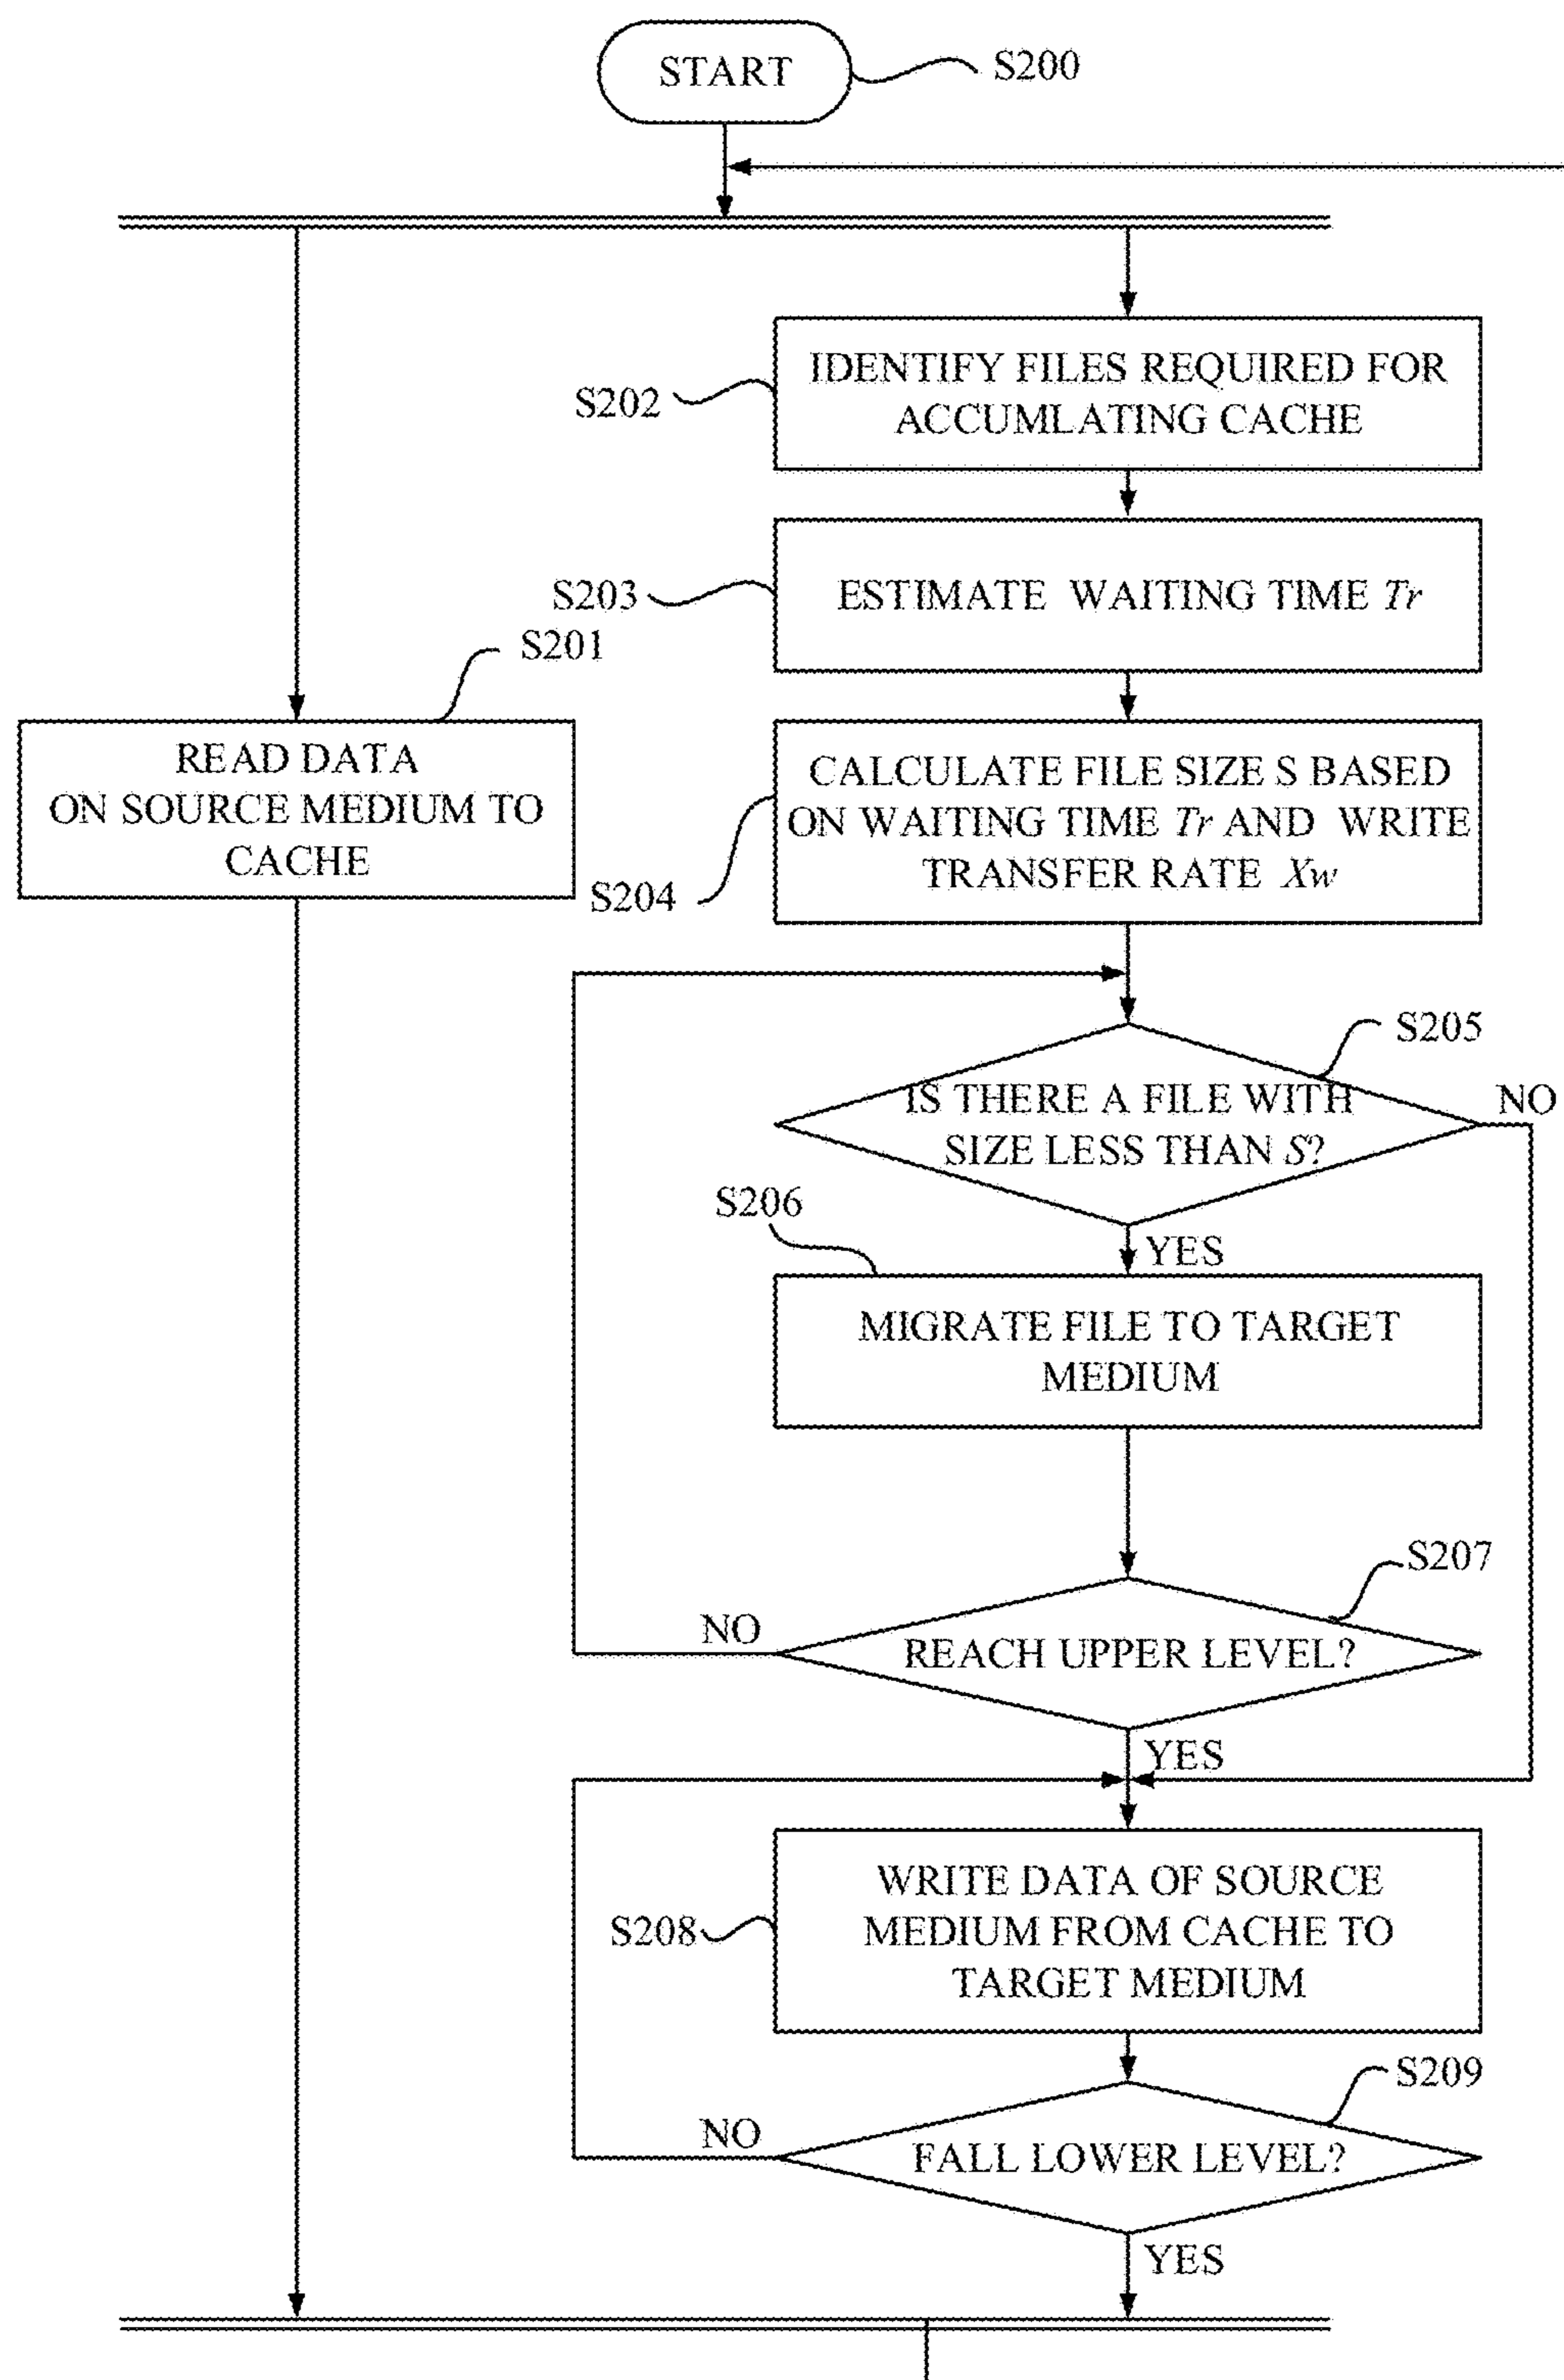 START
S200
S202
IDENTIFY FILES REQUIRED FOR
ACCUMLATING CACHE
S203
ESTIMATE WAITING TIME Tr
S201
READ DATA
ON SOURCE MEDIUM TO
CACHE
S204
CALCULATE FILE SIZE S BASED
ON WAITING TIME Tr AND WRITE
TRANSFER RATE Xw
S205
IS THERE A FILE WITH
SIZE LESS THAN S?
NO
YES
S206
MIGRATE FILE TO TARGET
MEDIUM
S207
REACH UPPER LEVEL?
NO
YES
S208
WRITE DATA OF SOURCE
MEDIUM FROM CACHE TO
TARGET MEDIUM
S209
FALL LOWER LEVEL?
NO
YES